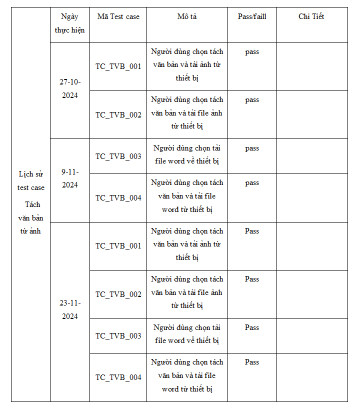 Ngày
thực hiện
Mã Test case
Mô tả
Pass/faill
Chi Tiết
Lịch sử
test case
Tách
văn bản
từ ảnh
27-10-
2024
TC_TVB_001
Người dùng chọn tách
văn bản và tải ảnh từ
thiết bị
pass
TC_TVB_002
Người dùng chọn tách
văn bản và tải file ảnh
từ thiết bị
pass
9-11-
2024
TC_TVB_003
Người dùng chọn tải
file word về thiết bị
pass
TC_TVB_004
Người dùng chọn tách
văn bản và tải file
word từ thiết bị
pass
23-11-
2024
TC_TVB_001
Người dùng chọn tách
văn bản và tải ảnh từ
thiết bị
Pass
TC_TVB_002
Người dùng chọn tách
văn bản và tải file ảnh
từ thiết bị
Pass
TC_TVB_003
Người dùng chọn tải
file word về thiết bị
Pass
TC_TVB_004
Người dùng chọn tách
văn bản và tải file
word từ thiết bị
Pass